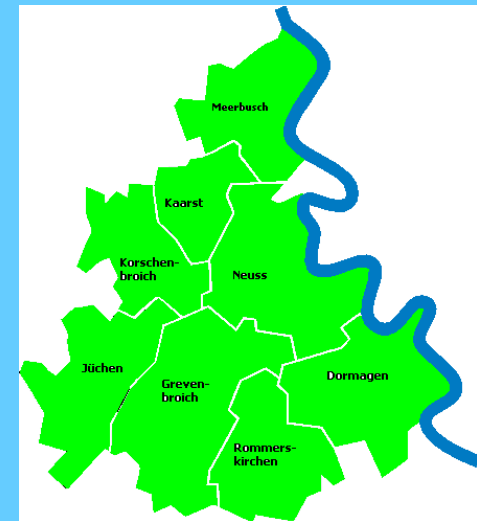 Meerbusch
Kaarst
Korschen-
broich
Neuss
Jüchen
Greven-
broich
Dormagen
Rommers-
kirchen